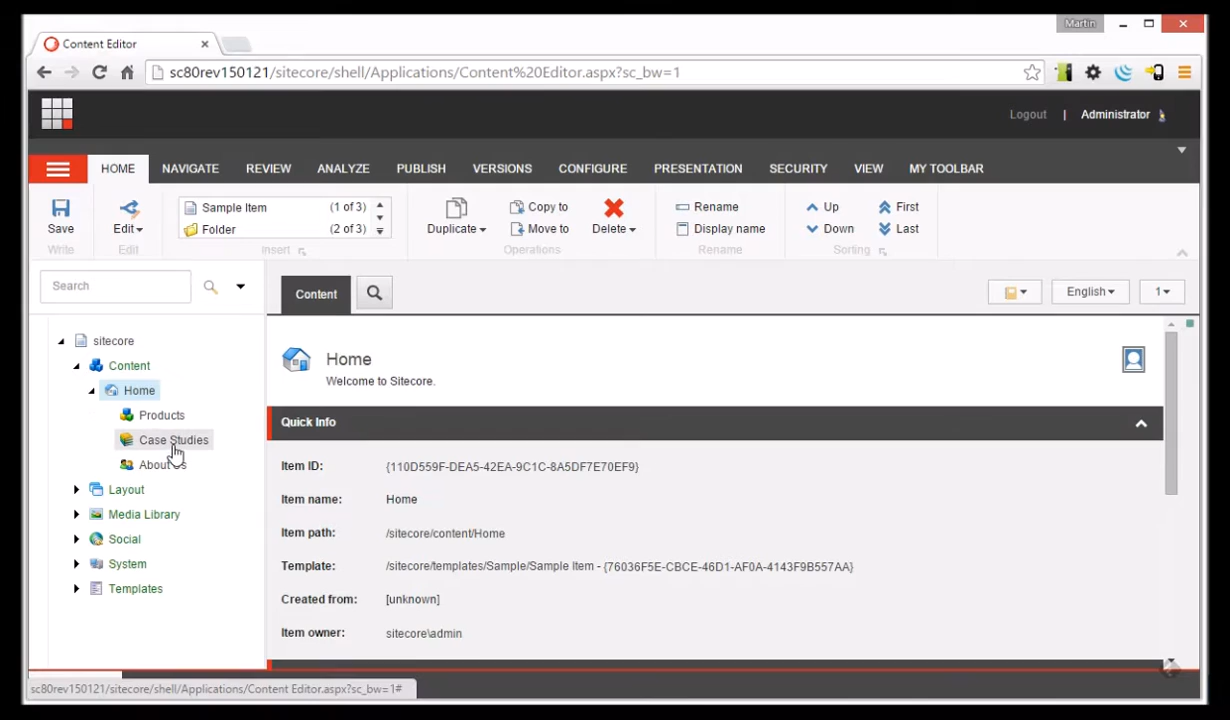 Martin
Content Editor
sc80rev150121/sitecore/shell/Applications/Content%20Editor.aspx?sc_bw=1
Logout | Administrator
HOME NAVIGATE REVIEW ANALYZE PUBLISH VERSIONS CONFIGURE PRESENTATION SECURITY VIEW MY TOOLBAR
Sample Item (1 of 3) Copy to Rename Up First
Save Edit Folder (2 of 3) Duplicate Move to Delete Display name Down Last
Write Edit Insert Operations Rename Sorting
Search
Content English 1
sitecore
Content
Home
Products
Case Studies
About Us
Layout
Media Library
Social
System
Templates
Home
Welcome to Sitecore.
Quick Info
Item ID: {110D559F-DEA5-42EA-9C1C-8A5DF7E70EF9}
Item name: Home
Item path: /sitecore/content/Home
Template: /sitecore/templates/Sample/Sample Item - {76036F5E-CBCE-46D1-AF0A-4143F9B557AA}
Created from: [unknown]
Item owner: sitecore\admin
sc80rev150121/sitecore/shell/Applications/Content Editor.aspx?sc_bw=1#